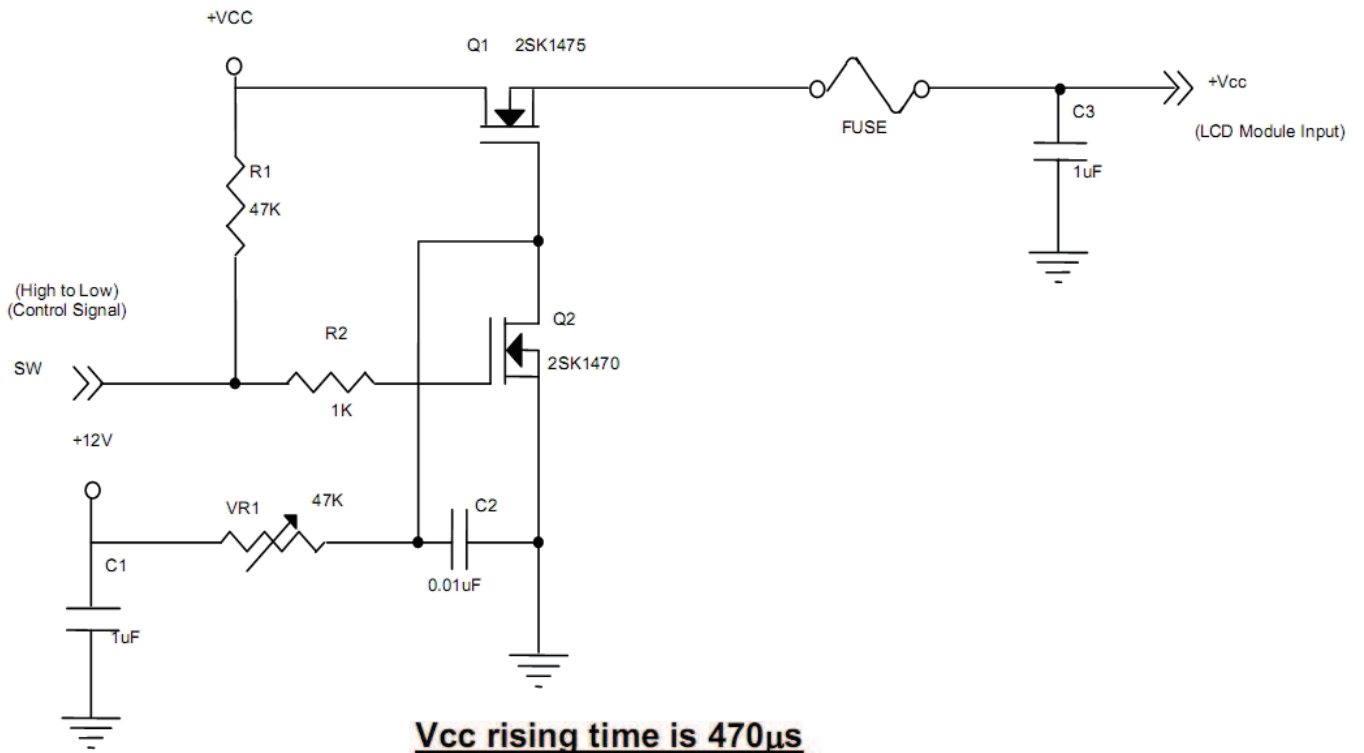 +VCC
Q1 2SK1475
+Vcc
(LCD Module Input)
FUSE
C3
1uF
R1
47K
(High to Low)
(Control Signal)
SW
R2
1K
Q2
2SK1470
+12V
VR1
47K
C2
0.01uF
C1
1uF
Vcc rising time is 470μs